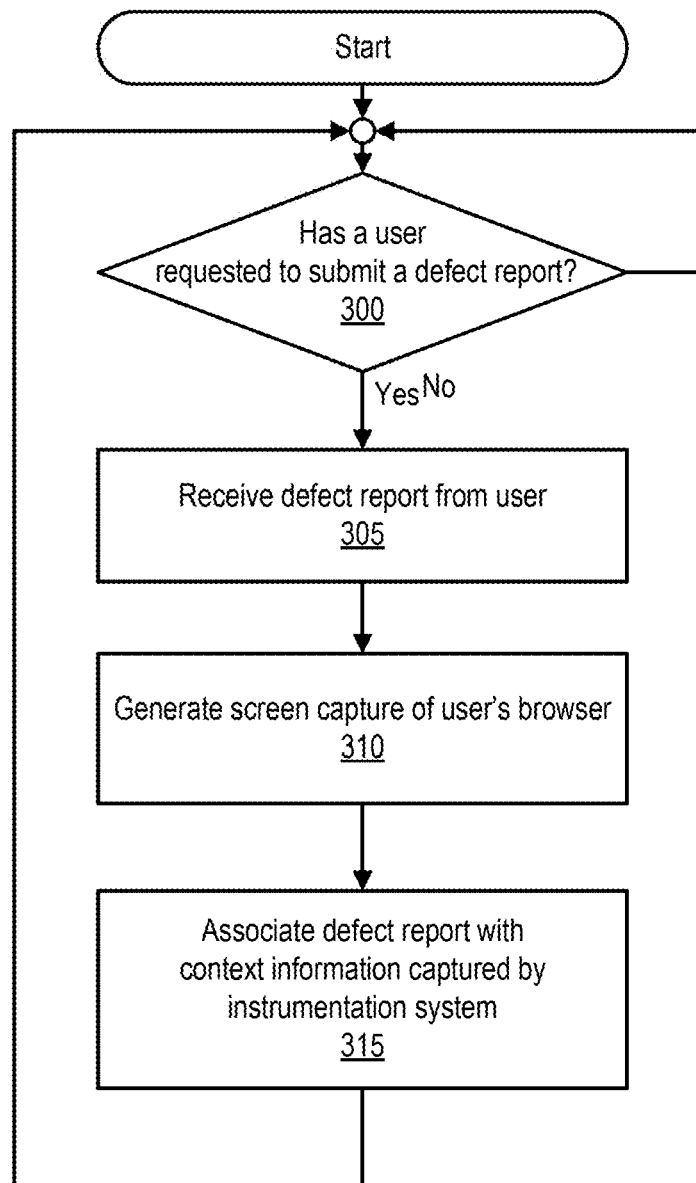 Start
Has a user
requested to submit a defect report?
300
Yes No
Receive defect report from user
305
Generate screen capture of user's browser
310
Associate defect report with
context information captured by
instrumentation system
315